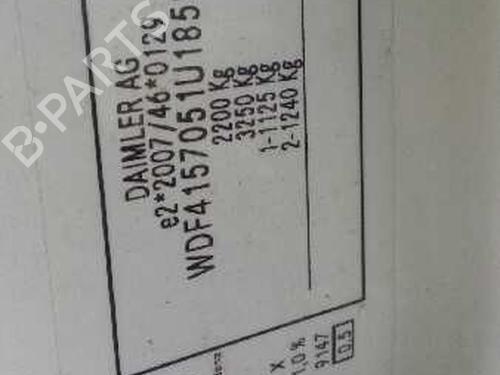 DAIMLER AG
e2*2007/46*0129
WDF4157051U185
2200 Kg
3250 Kg
1-1125 Kg
2-1240 Kg
X
1,0 %
9147
0,5
B-PARTS